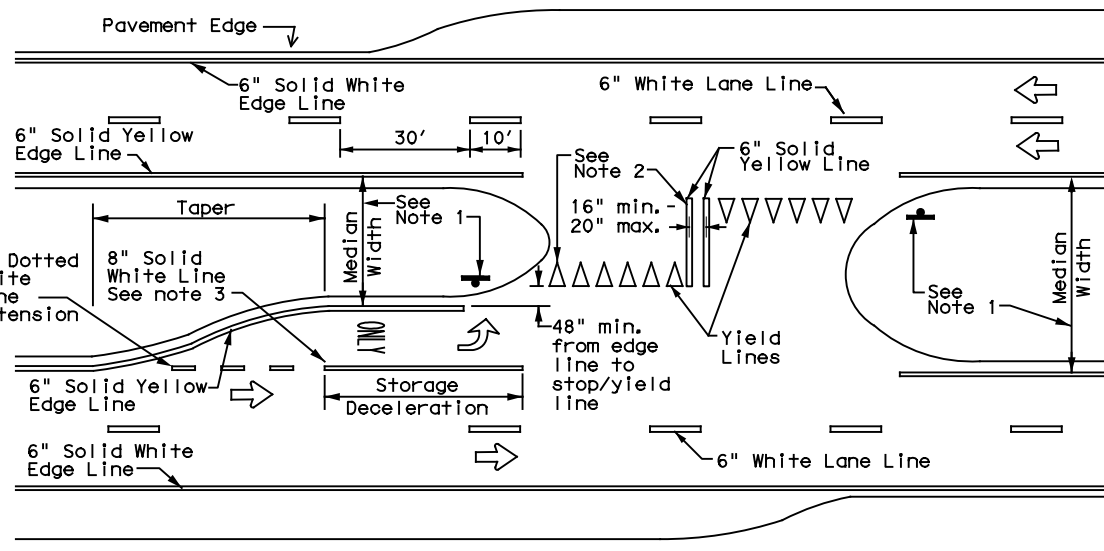 Pavement Edge
6" Solid White
Edge Line
6" White Lane Line
6" Solid Yellow
Edge Line
30'
10'
See
Note 2
6" Solid
Yellow Line
Taper
See
Note 1
16" min.
20" max.
Median
Width
Dotted
8" Solid
White Line
See note 3
ONLY
48" min.
from edge
line to
stop/yield
line
Yield
Lines
See
Note 1
Median
Width
6" Solid Yellow
Edge Line
Storage
Deceleration
6" Solid White
Edge Line
6" White Lane Line